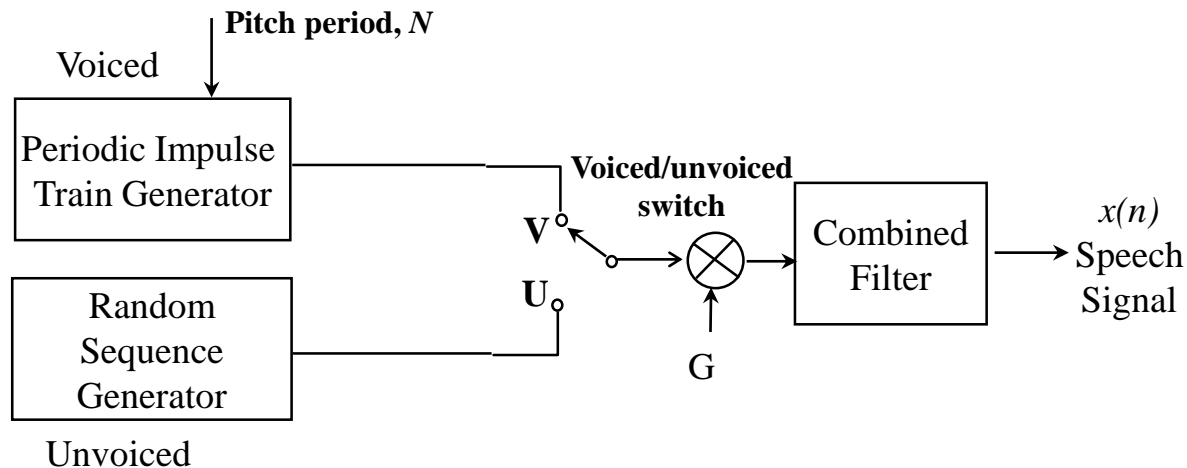 Pitch period, N
Voiced
Periodic Impulse
Train Generator
Voiced/unvoiced
switch
V
U
Random
Sequence
Generator
Unvoiced
G
Combined
Filter
x(n)
Speech
Signal